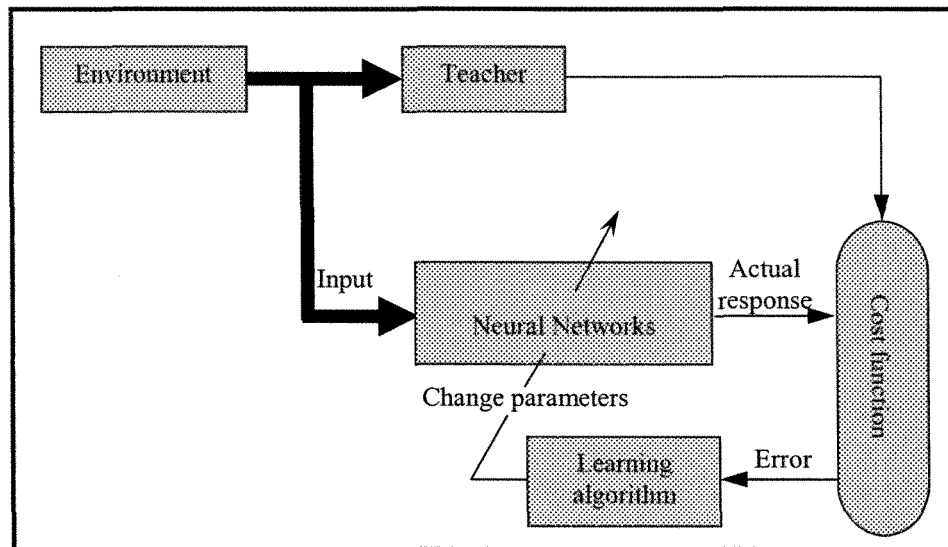 Environment
Teacher
Input
Neural Networks
Actual
response
Cost function
Change parameters
Learning
algorithm
Error